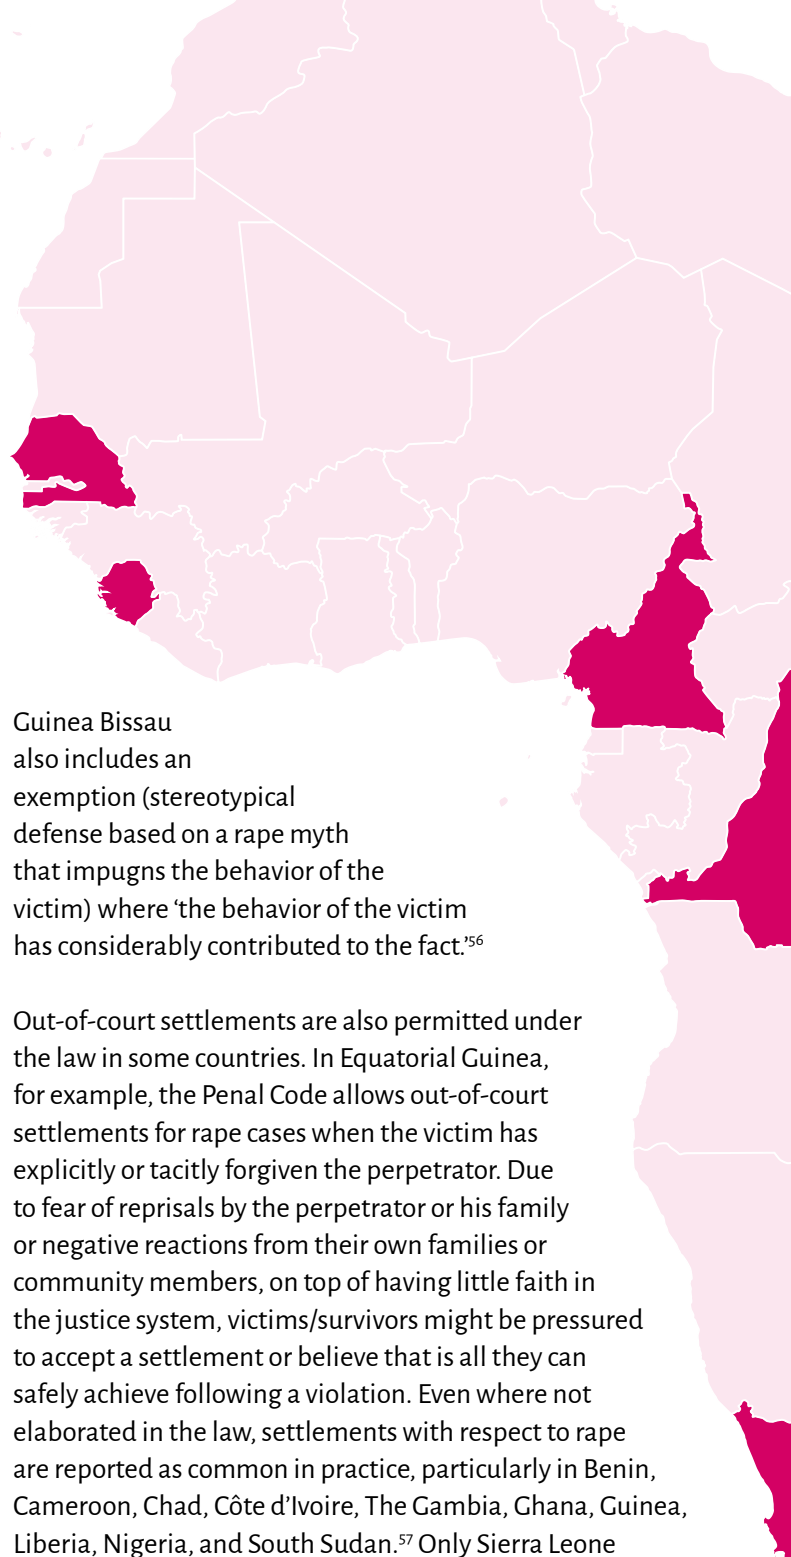 Guinea Bissau
also includes an
exemption (stereotypical
defense based on a rape myth
that impugns the behavior of the
victim) where ‘the behavior of the victim
has considerably contributed to the fact.’56
Out-of-court settlements are also permitted under
the law in some countries. In Equatorial Guinea,
for example, the Penal Code allows out-of-court
settlements for rape cases when the victim has
explicitly or tacitly forgiven the perpetrator. Due
to fear of reprisals by the perpetrator or his family
or negative reactions from their own families or
community members, on top of having little faith in
the justice system, victims/survivors might be pressured
to accept a settlement or believe that is all they can
safely achieve following a violation. Even where not
elaborated in the law, settlements with respect to rape
are reported as common in practice, particularly in Benin,
Cameroon, Chad, Côte d’Ivoire, The Gambia, Ghana, Guinea,
Liberia, Nigeria, and South Sudan.57 Only Sierra Leone